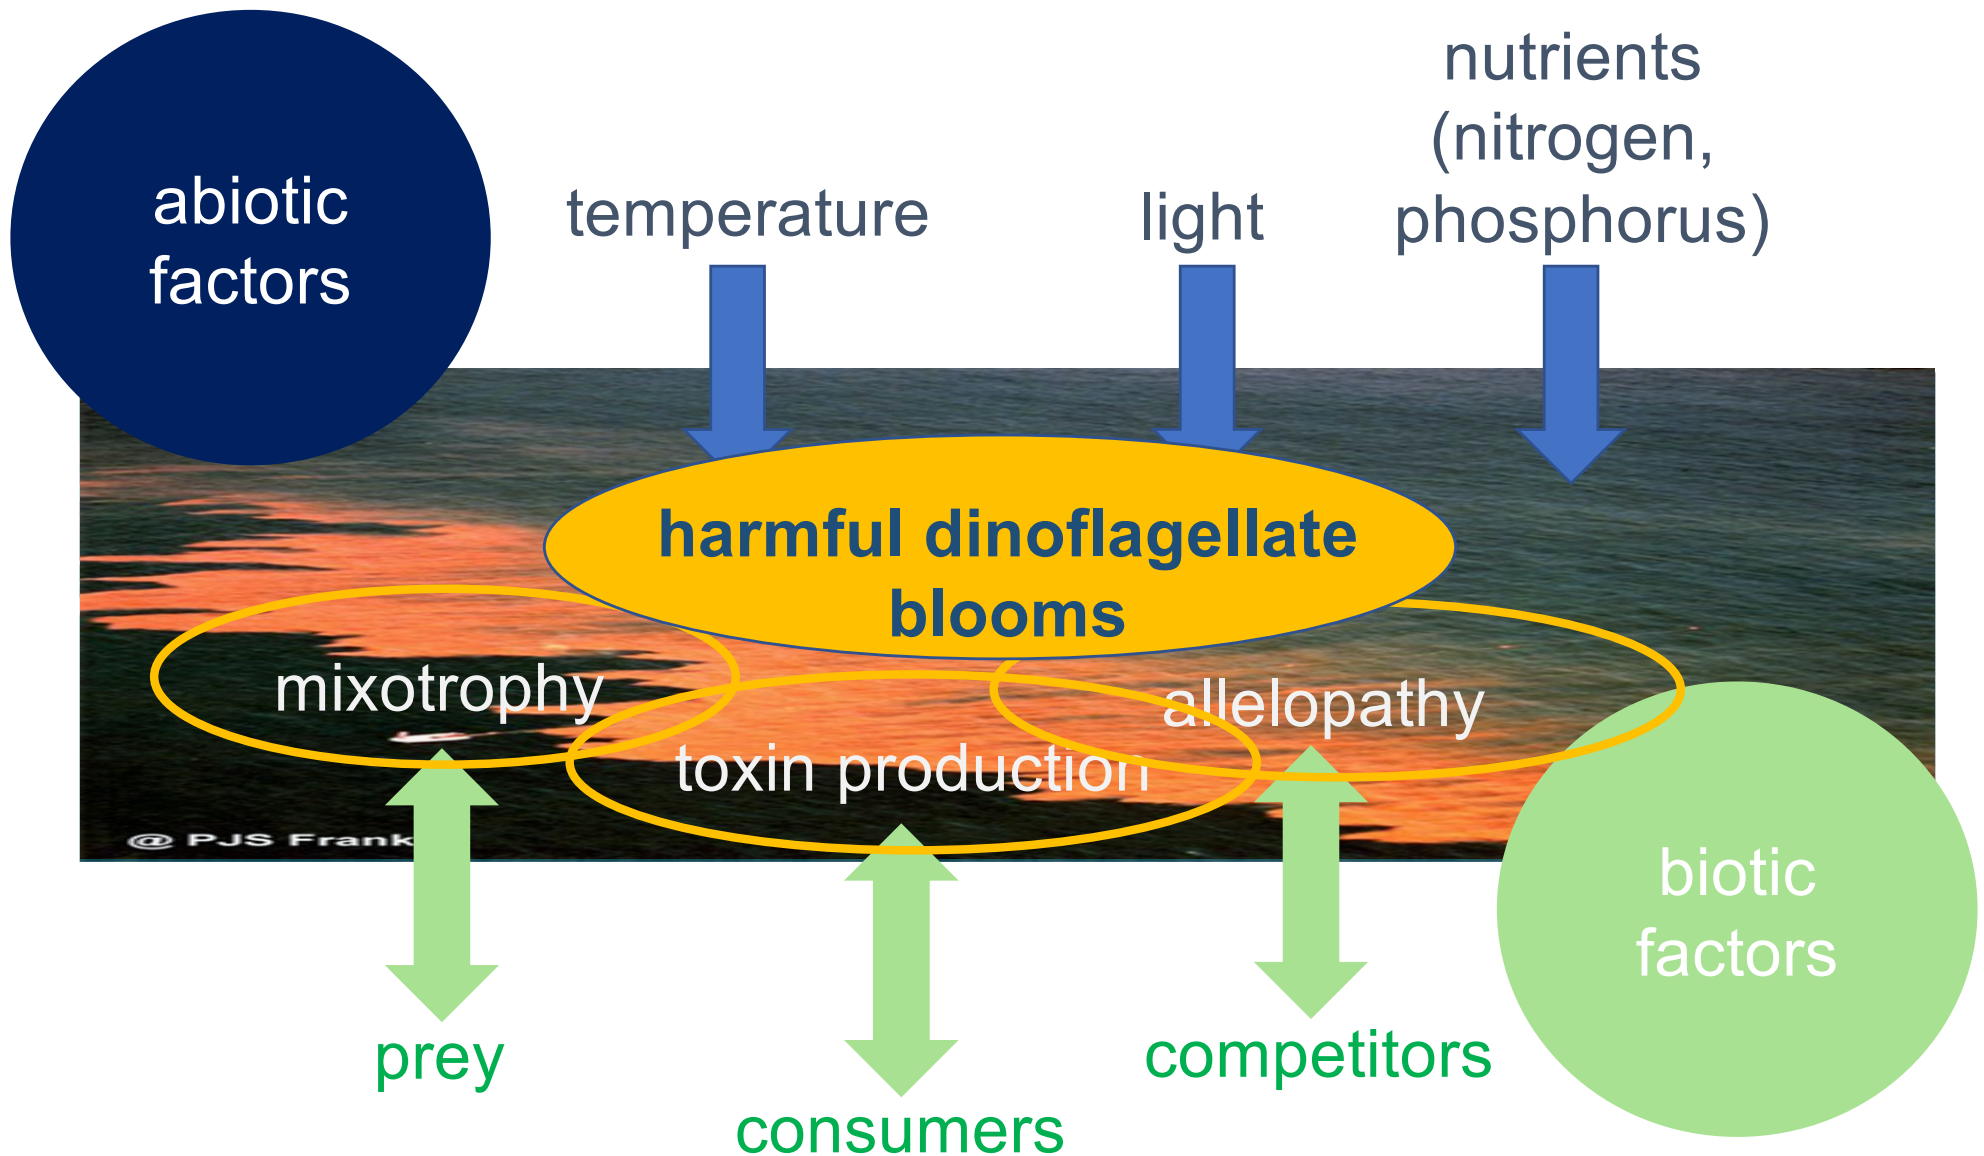 abiotic
factors
temperature
light
nutrients
(nitrogen,
phosphorus)
harmful dinoflagellate
blooms
mixotrophy
toxin production
allelopathy
@ PJS Frank
biotic
factors
prey
consumers
competitors